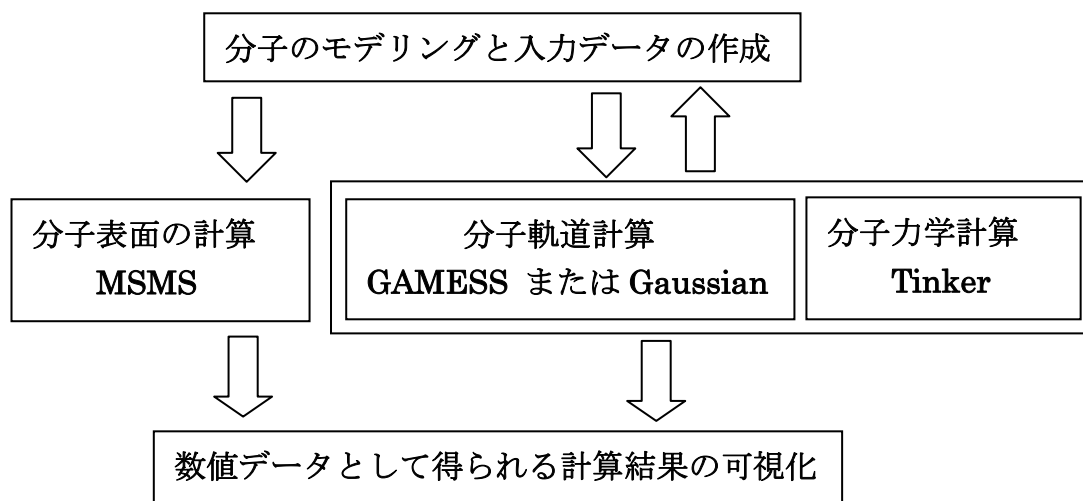 分子のモデリングと入力データの作成
分子表面の計算
MSMS
分子軌道計算
GAMESS または Gaussian
分子力学計算
Tinker
数値データとして得られる計算結果の可視化